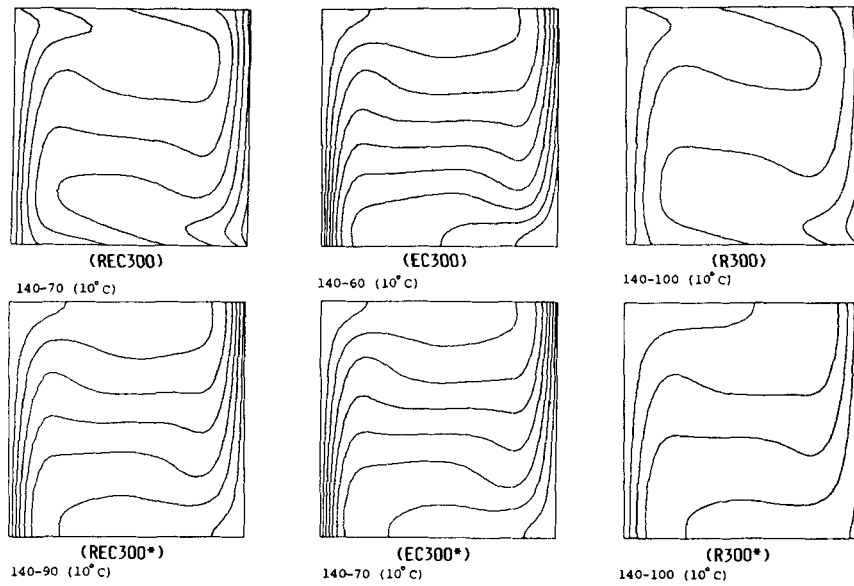 (REC300)
140-70 (10°C)
(EC300)
140-60 (10°C)
(R300)
140-100 (10°C)
(REC300*)
140-90 (10°C)
(EC300*)
140-70 (10°C)
(R300*)
140-100 (10°C)